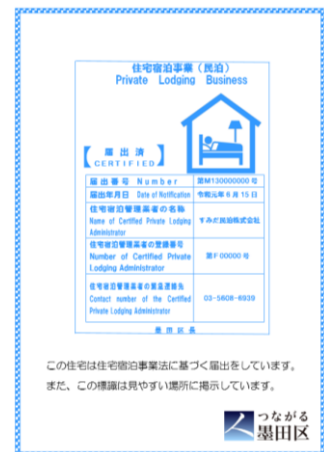 住宅宿泊事業（民泊）
Private Lodging Business
【届出済】
CERTIFIED
届出番号 Number 第M130000000号
届出年月日 Date of Notification 令和元年6月15日
住宅宿泊管理業者の名称 すみだ民泊株式会社
Name of Certified Private Lodging
Administrator
住宅宿泊管理業者の登録番号
Number of Certified Private 第F00000号
Lodging Administrator
住宅宿泊管理業者の緊急連絡先
Contact number of the Certified 03-5608-6939
Private Lodging Administrator
墨田区長
この住宅は住宅宿泊事業法に基づく届出をしています。
また、この標識は見やすい場所に掲示しています。
つながる
墨田区